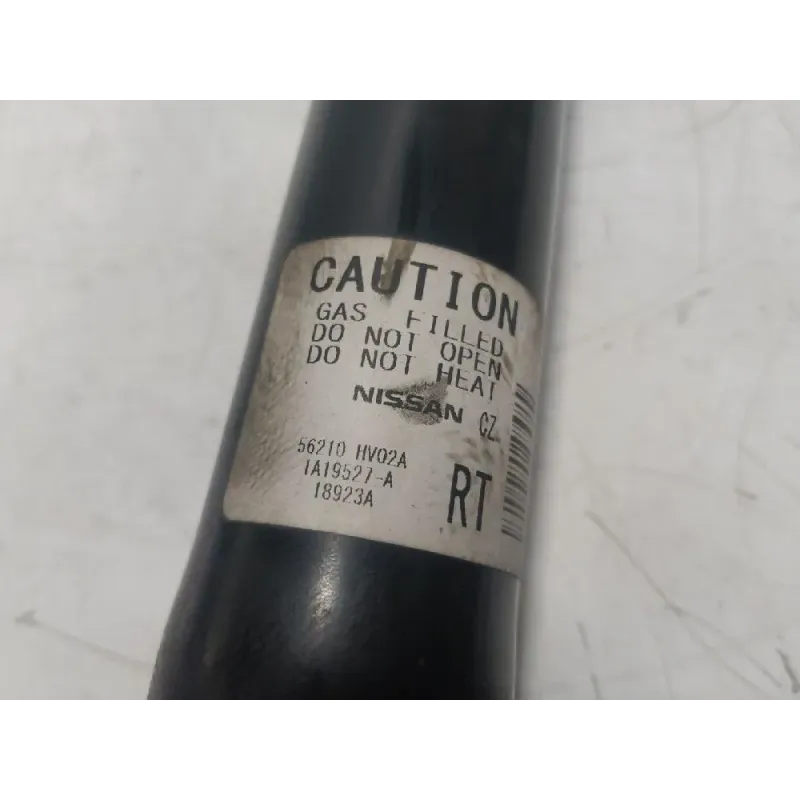 CAUTION
GAS FILLED
DO NOT OPEN
DO NOT HEAT
NISSAN CZ
56210 HV02A
1A19527-A
18923A
RT